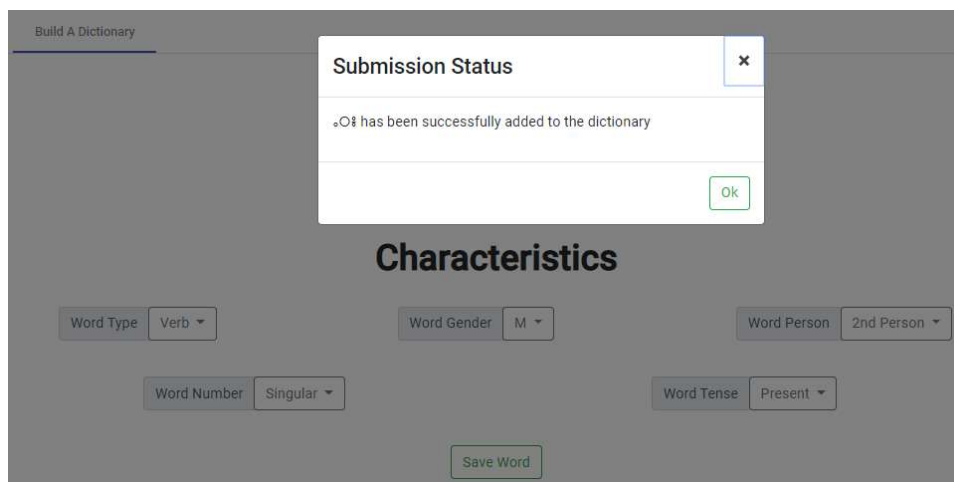 Build A Dictionary
Submission Status
×
ⴰⵔⵓ has been successfully added to the dictionary
Ok
Characteristics
Word Type Verb Word Gender M Word Person 2nd Person
Word Number Singular Word Tense Present
Save Word